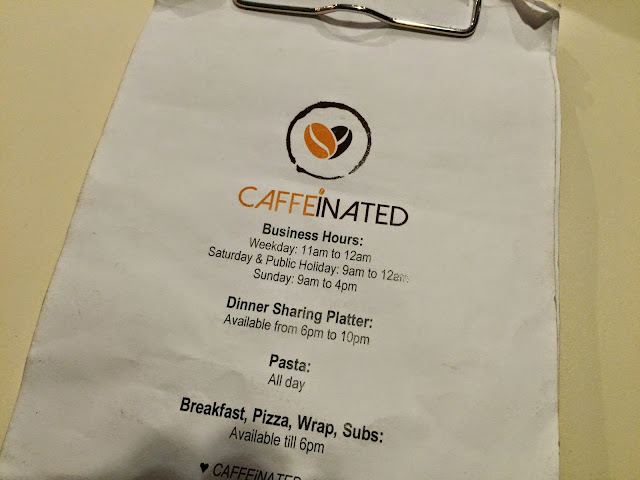 CAFFEiNATED
Business Hours:
Weekday: 11am to 12am
Saturday & Public Holiday: 9am to 12am
Sunday: 9am to 4pm
Dinner Sharing Platter:
Available from 6pm to 10pm
Pasta:
All day
Breakfast, Pizza, Wrap, Subs:
Available till 6pm
♥ CAFFEiNATED